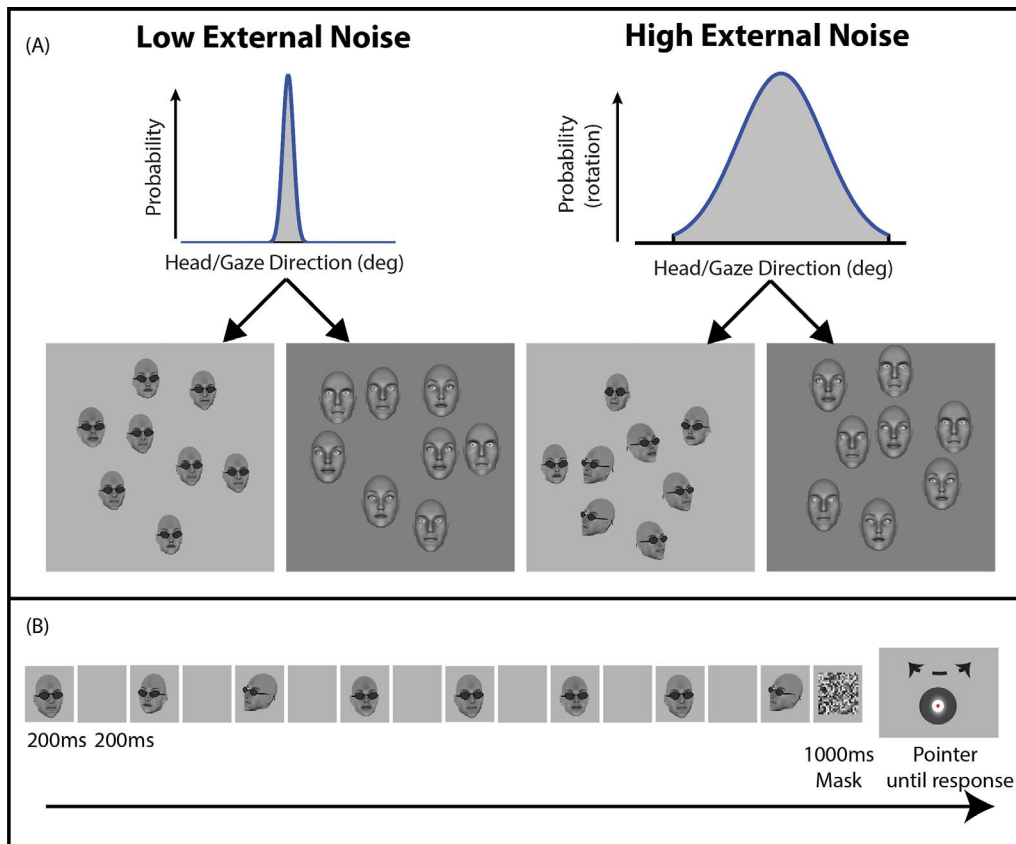 (A)
Low External Noise
High External Noise
Probability
Probability
(rotation)
Head/Gaze Direction (deg)
Head/Gaze Direction (deg)
(B)
200ms 200ms
1000ms
Mask
Pointer
until response